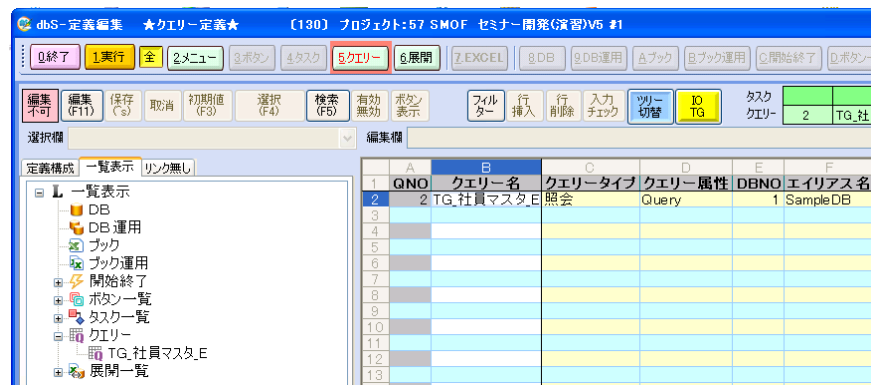 dbS-定義編集　★クエリー定義★　〔130〕 プロジェクト:57 SMOF セミナー開発(演習)V5 #1
0終了 1実行 全 2メニュー 3ボタン 4タスク 5クエリー 6展開 7.EXCEL 8.DB 9.DB運用 A.ブック B.ブック運用 C.開始終了 D.ボタン
編集不可 編集(F11) 保存(^s) 取消 初期値(F3) 選択(F4) 検索(F5) 有効無効 ボタン表示 フィルター 行挿入 行削除 入力チェック ツリー切替 IO TG タスク
クエリー 2 TG_社
選択欄 編集欄
定義構成 一覧表示 リンク無し
A B C D E F
1 QNO クエリー名 クエリータイプ クエリー属性 DBNO エイリアス名
2 2 TG_社員マスタ_E 照会 Query 1 SampleDB
3
4
5
6
7
8
9
10
11
12
13
L 一覧表示
DB
DB運用
ブック
ブック運用
開始終了
ボタン一覧
タスク一覧
クエリー
TG_社員マスタ_E
展開一覧